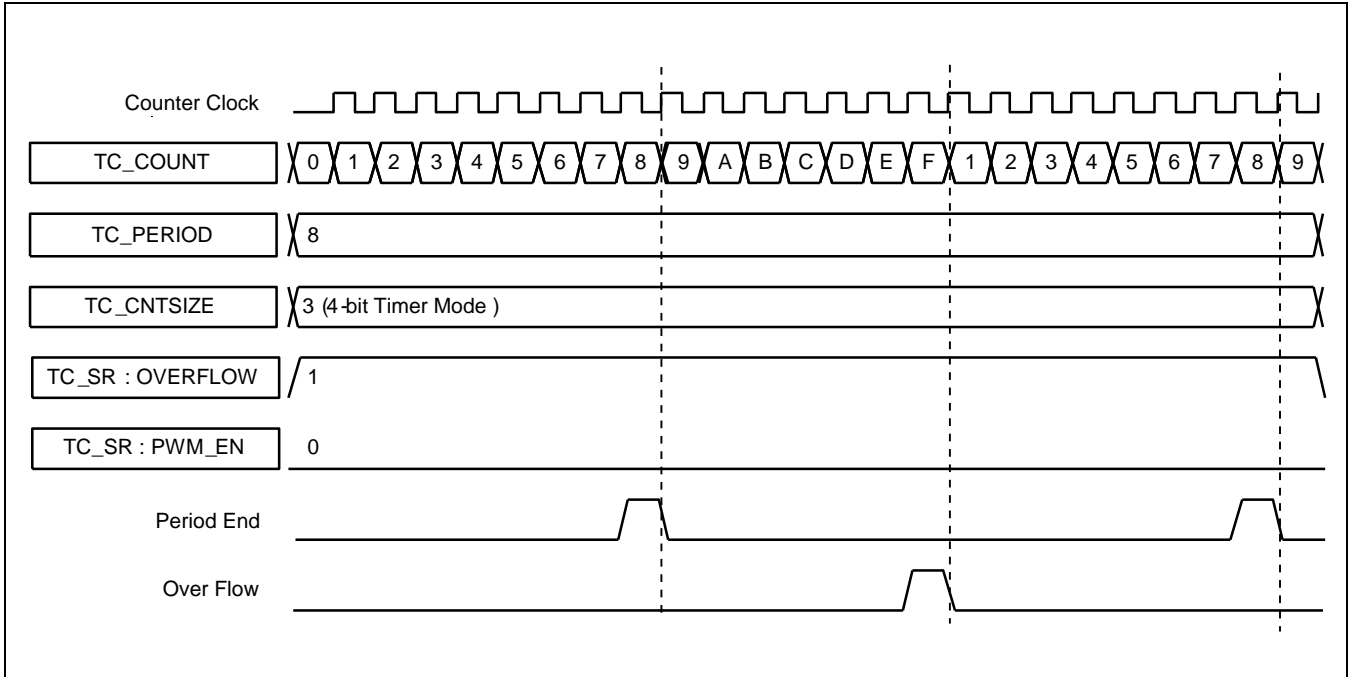 Counter Clock
TC_COUNT 0 1 2 3 4 5 6 7 8 9 A B C D E F 1 2 3 4 5 6 7 8 9
TC_PERIOD 8
TC_CNTSIZE 3 (4-bit Timer Mode )
TC_SR : OVERFLOW 1
TC_SR : PWM_EN 0
Period End
Over Flow